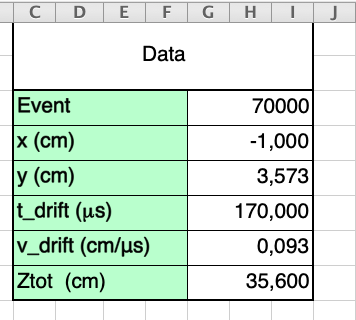 C D E F G H I J
Data
Event 70000
x (cm) -1,000
y (cm) 3,573
t_drift (μs) 170,000
v_drift (cm/μs) 0,093
Ztot (cm) 35,600